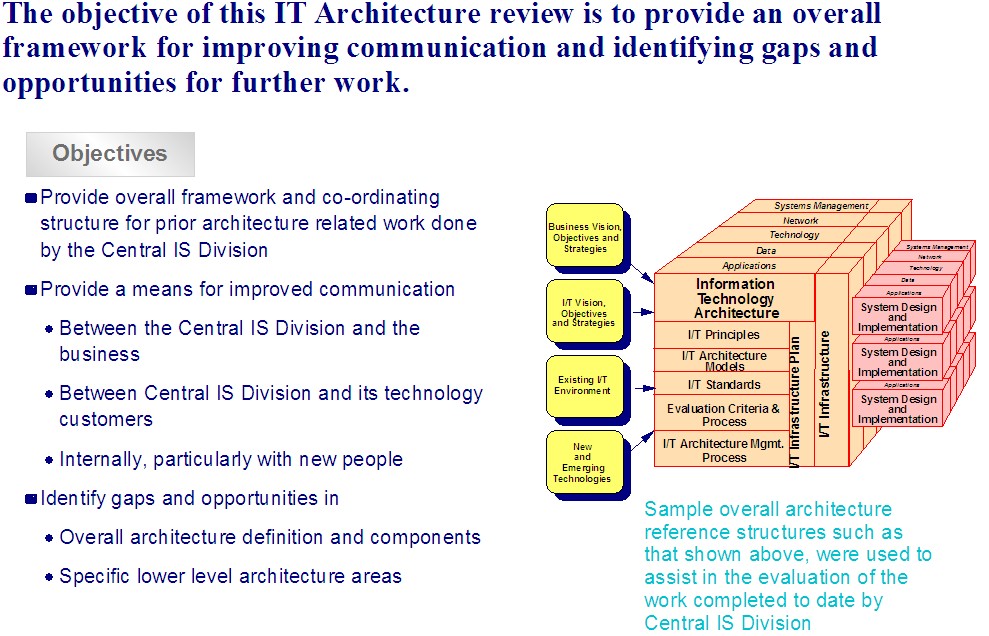 The objective of this IT Architecture review is to provide an overall
framework for improving communication and identifying gaps and
opportunities for further work.
Objectives
Provide overall framework and co-ordinating
structure for prior architecture related work done
by the Central IS Division
Provide a means for improved communication
Between the Central IS Division and the
business
Between Central IS Division and its technology
customers
Internally, particularly with new people
Identify gaps and opportunities in
Overall architecture definition and components
Specific lower level architecture areas
Business Vision,
Objectives and
Strategies
I/T Vision,
Objectives
and Strategies
Existing I/T
Environment
New
and
Emerging
Technologies
Systems Management
Network
Technology
Data
Applications
Information
Technology
Architecture
I/T Principles
I/T Architecture
Models
I/T Standards
Evaluation Criteria &
Process
I/T Architecture Mgmt.
Process
I/T Infrastructure Plan
I/T Infrastructure
Systems Management
Network
Technology
Data
Applications
System Design
and
Implementation
Applications
System Design
and
Implementation
Applications
System Design
and
Implementation
Sample overall architecture
reference structures such as
that shown above, were used to
assist in the evaluation of the
work completed to date by
Central IS Division